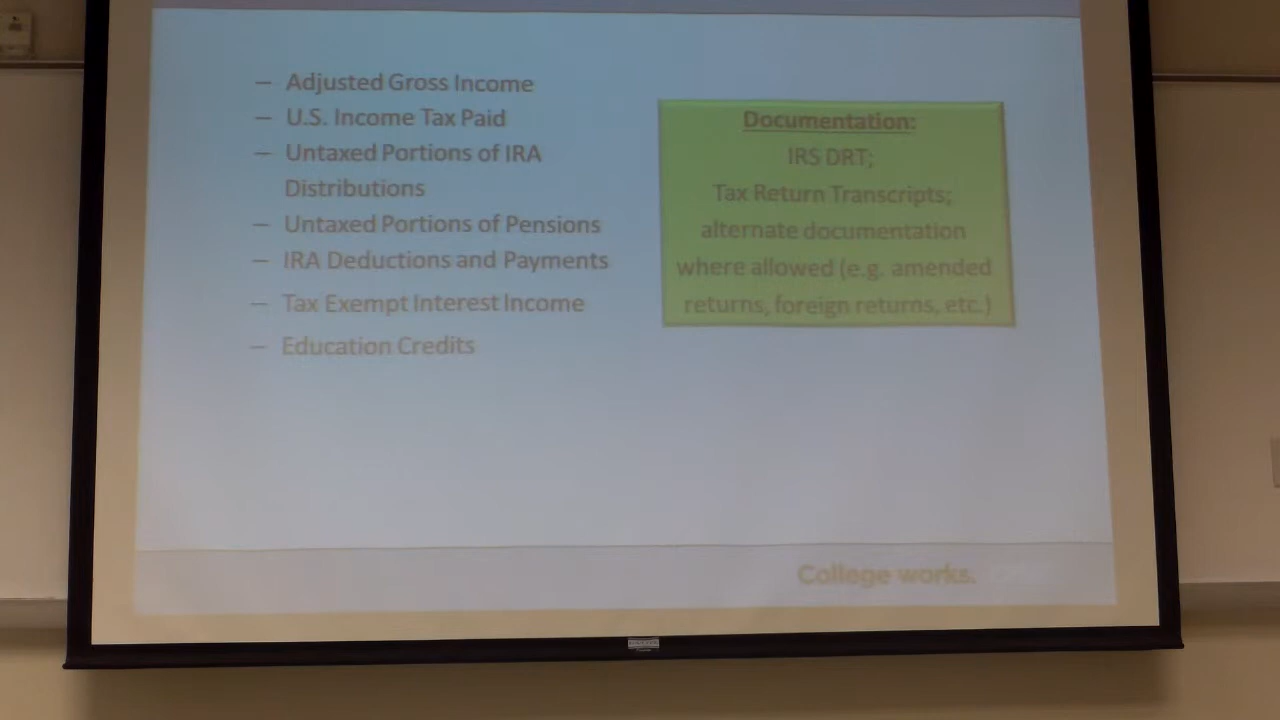 — Adjusted Gross Income
— U.S. Income Tax Paid
— Untaxed Portions of IRA
Distributions
— Untaxed Portions of Pensions
— IRA Deductions and Payments
— Tax Exempt Interest Income
— Education Credits
Documentation:
IRS DRT;
Tax Return Transcripts;
alternate documentation
where allowed (e.g. amended
returns, foreign returns, etc.)
College works.